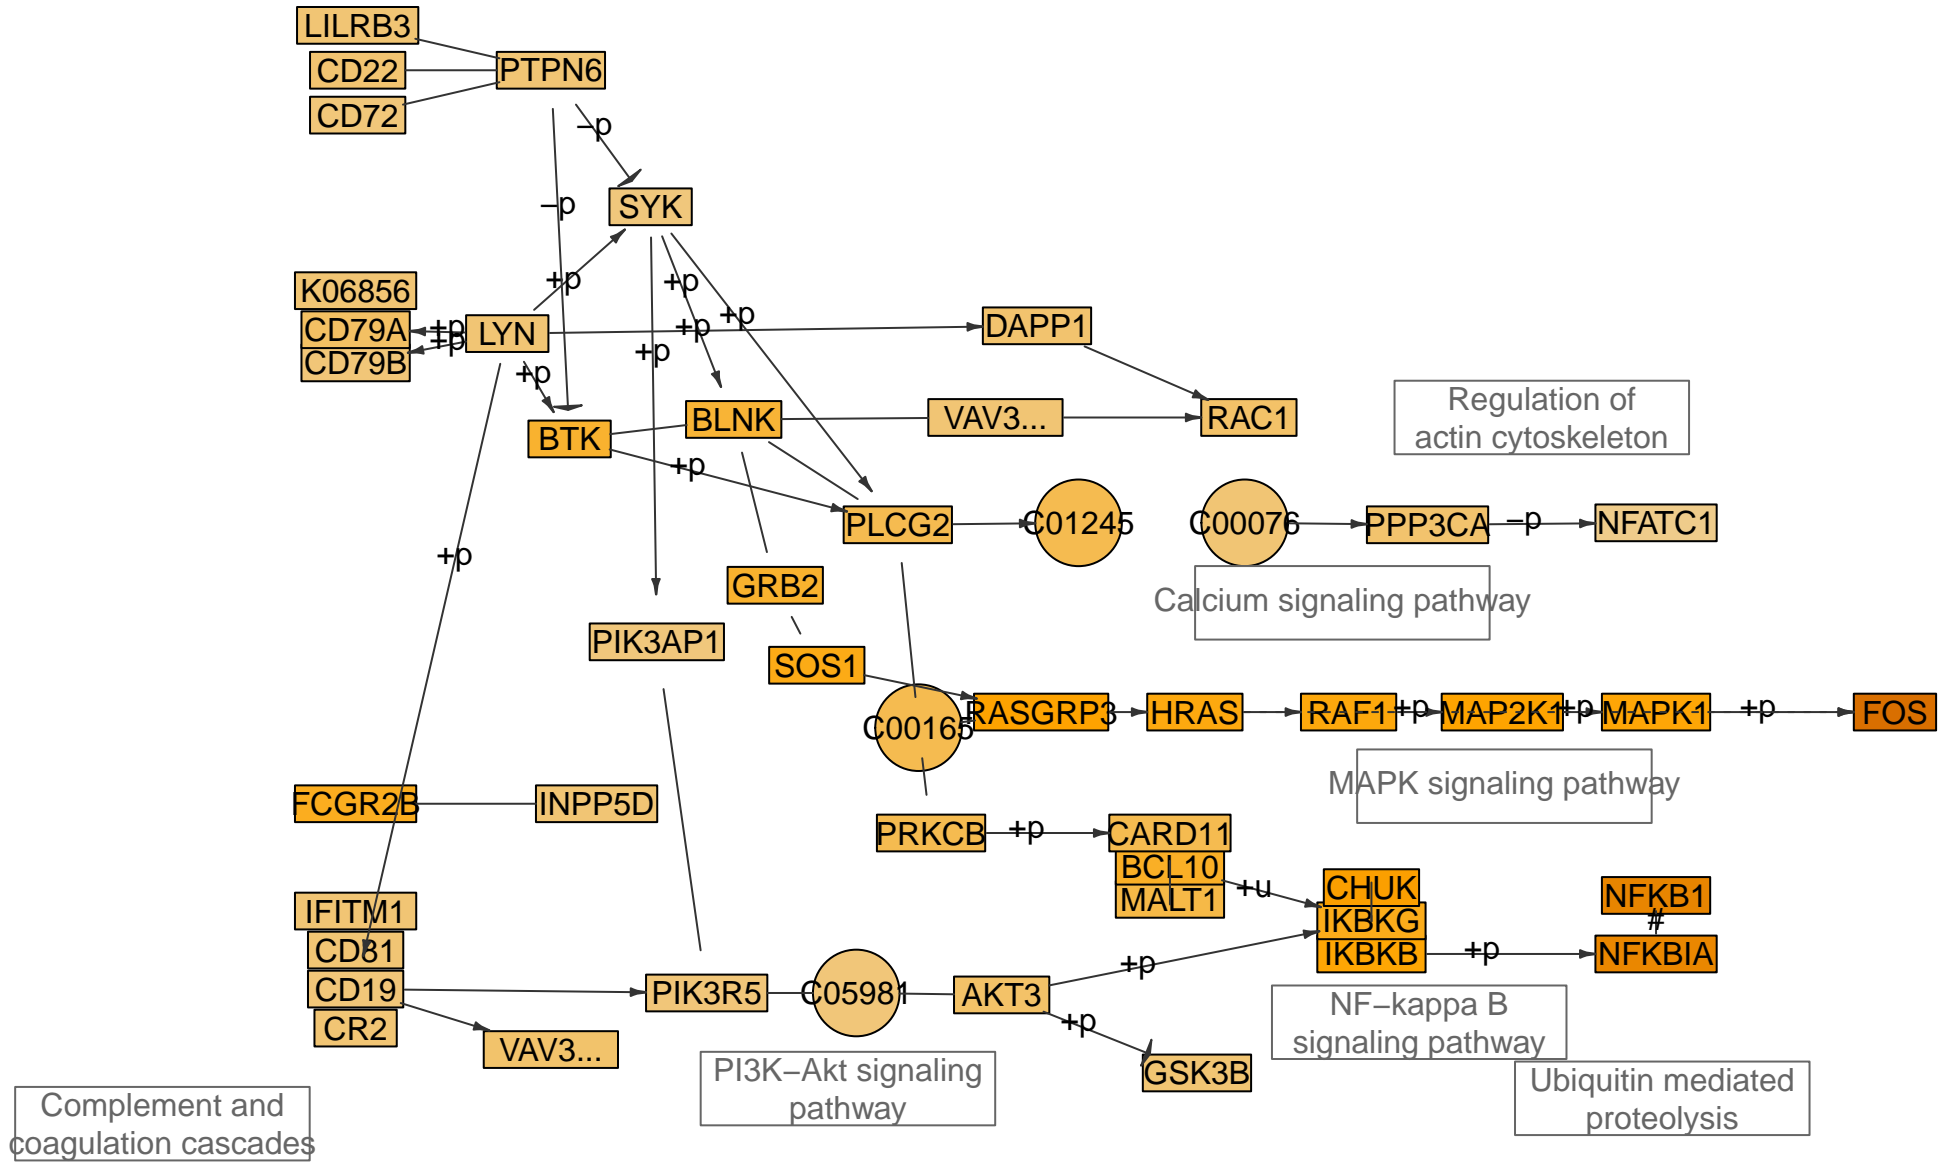 LILRB3
CD22
PTPN6
CD72
–p
SYK
–p
+p
+p
K06856
CD79A
+p
LYN
+p
+p
DAPP1
CD79B
+p
+p
+p
Regulation of
actin cytoskeleton
BTK
BLNK
VAV3...
RAC1
+p
PLCG2
C01245
C00076
PPP3CA
–p
NFATC1
+p
GRB2
Calcium signaling pathway
PIK3AP1
SOS1
C00165
RASGRP3
HRAS
RAF1
+p
MAP2K1
+p
MAPK1
+p
FOS
MAPK signaling pathway
FCGR2B
INPP5D
PRKCB
+p
CARD11
BCL10
MALT1
+u
CHUK
IKBKG
IKBKB
+p
NFKB1
#
NFKBIA
IFITM1
CD81
CD19
CR2
VAV3...
PIK3R5
C05981
AKT3
+p
+p
GSK3B
NF–kappa B
signaling pathway
PI3K–Akt signaling
pathway
Ubiquitin mediated
proteolysis
Complement and
coagulation cascades